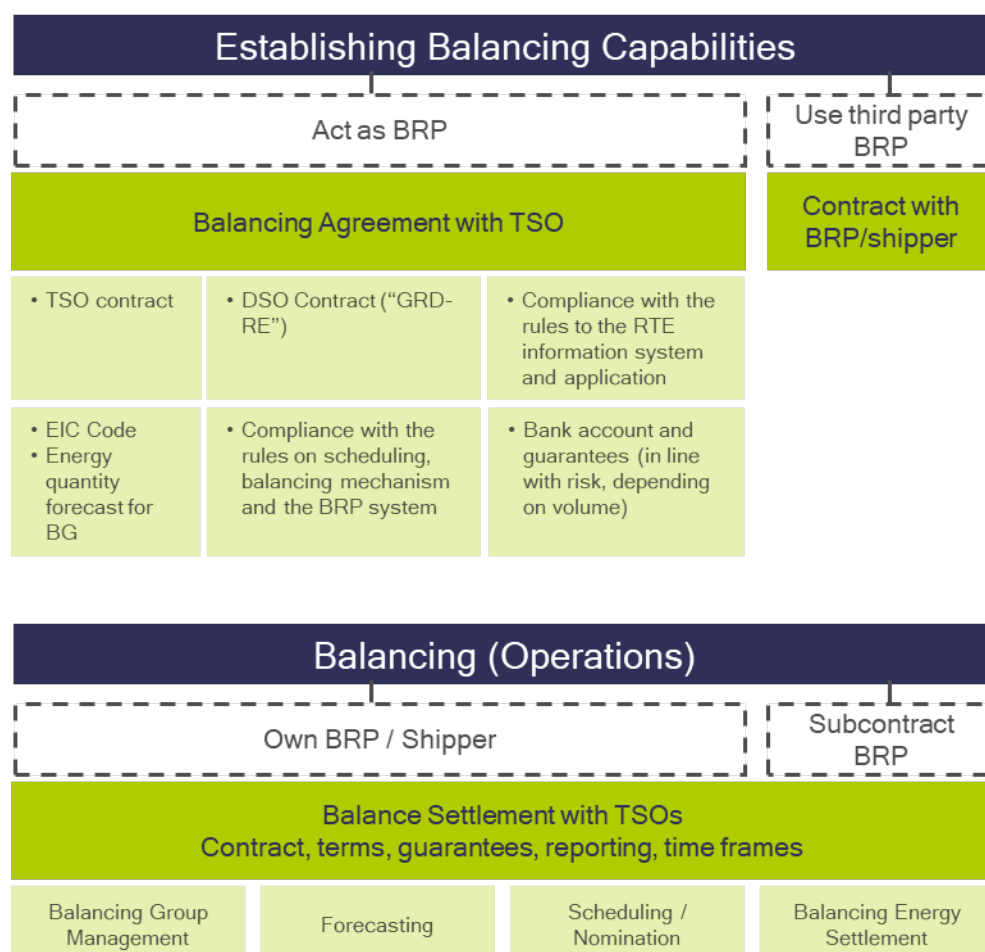 Establishing Balancing Capabilities
Act as BRP
Use third party
BRP
Balancing Agreement with TSO
Contract with
BRP/shipper
• TSO contract
• DSO Contract (“GRD-
RE”)
• Compliance with the
rules to the RTE
information system
and application
• EIC Code
• Energy
quantity
forecast for
BG
• Compliance with the
rules on scheduling,
balancing mechanism
and the BRP system
• Bank account and
guarantees (in line
with risk, depending
on volume)
Balancing (Operations)
Own BRP / Shipper
Subcontract
BRP
Balance Settlement with TSOs
Contract, terms, guarantees, reporting, time frames
Balancing Group
Management
Forecasting
Scheduling /
Nomination
Balancing Energy
Settlement